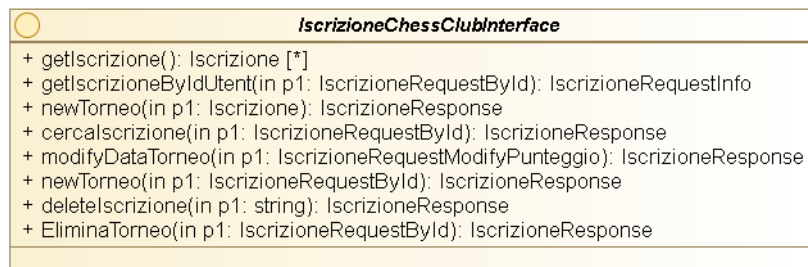 IscrizioneChessClubInterface
+ getIscrizione(): Iscrizione [*]
+ getIscrizioneByIdUtent(in p1: IscrizioneRequestById): IscrizioneRequestInfo
+ newTorneo(in p1: Iscrizione): IscrizioneResponse
+ cercaIscrizione(in p1: IscrizioneRequestById): IscrizioneResponse
+ modifyDataTorneo(in p1: IscrizioneRequestModifyPunteggio): IscrizioneResponse
+ newTorneo(in p1: IscrizioneRequestById): IscrizioneResponse
+ deleteIscrizione(in p1: string): IscrizioneResponse
+ EliminaTorneo(in p1: IscrizioneRequestById): IscrizioneResponse